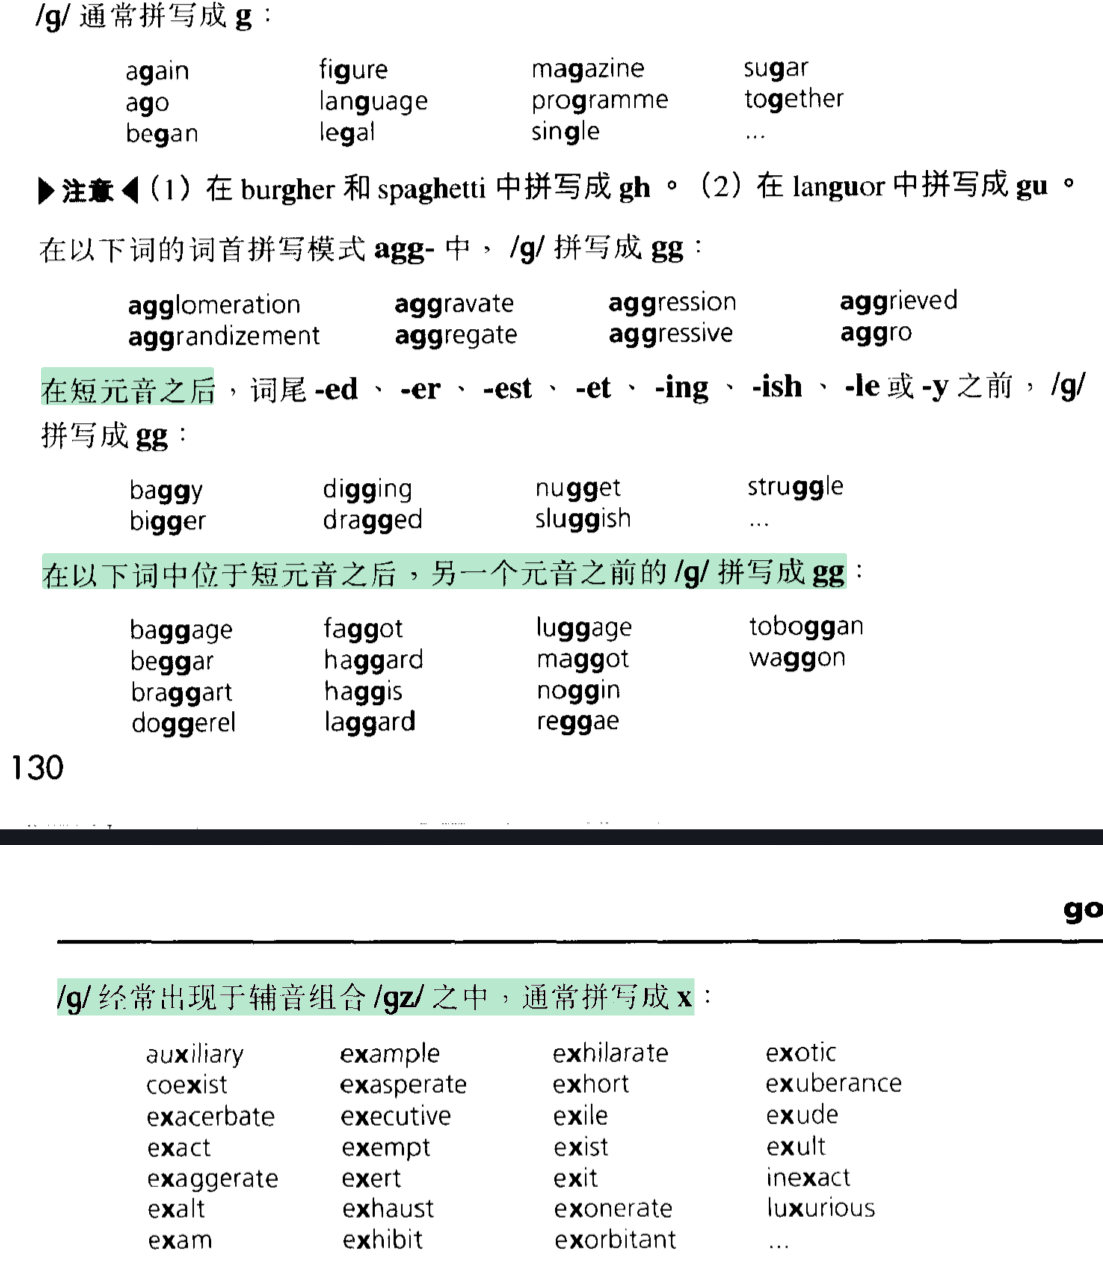 /g/ 通常拼写成 g：
again figure magazine sugar
ago language programme together
began legal single ...
▶注意◀（1）在 burgher 和 spaghetti 中拼写成 gh 。（2）在 languor 中拼写成 gu 。
在以下词的词首拼写模式 agg- 中，/g/ 拼写成 gg：
agglomeration aggravate aggression aggrieved
aggrandizement aggregate aggressive aggro
在短元音之后，词尾 -ed 、 -er 、 -est 、 -et 、 -ing 、 -ish 、 -le 或 -y 之前，/g/
拼写成 gg：
baggy digging nugget struggle
bigger dragged sluggish ...
在以下词中位于短元音之后，另一个元音之前的 /g/ 拼写成 gg：
baggage faggot luggage toboggan
beggar haggard maggot waggon
braggart haggis noggin
doggerel laggard reggae
130
go
/g/ 经常出现于辅音组合 /gz/ 之中，通常拼写成 x：
auxiliary example exhilarate exotic
coexist exasperate exhort exuberance
exacerbate executive exile exude
exact exempt exist exult
exaggerate exert exit inexact
exalt exhaust exonerate luxurious
exam exhibit exorbitant ...